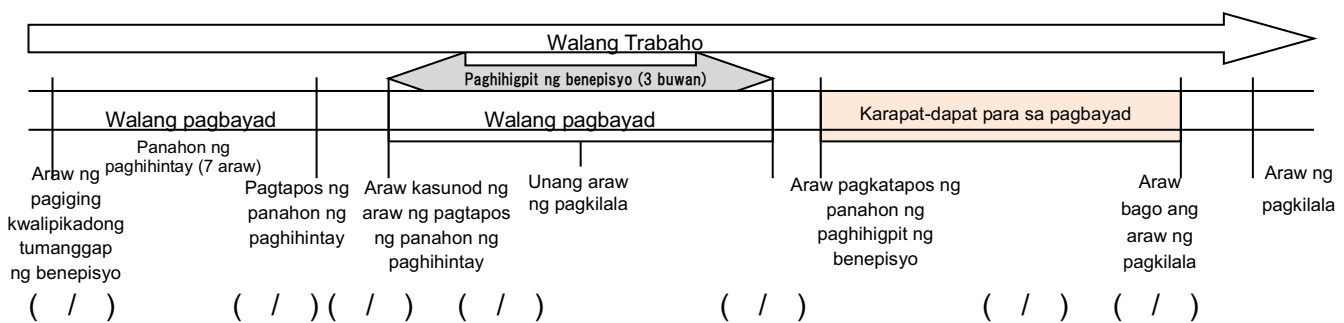 Walang Trabaho
Paghihigpit ng benepisyo (3 buwan)
Walang pagbayad
Walang pagbayad
Karapat-dapat para sa pagbayad
Panahon ng
paghihintay (7 araw)
Araw ng
pagiging
kwalipikadong
tumanggap
ng benepisyo
Pagtapos ng
panahon ng
paghihintay
Araw kasunod ng
araw ng pagtapos
ng panahon ng
paghihintay
Unang araw
ng pagkilala
Araw pagkatapos ng
panahon ng
paghihigpit ng
benepisyo
Araw
bago ang
araw ng
pagkilala
Araw ng
pagkilala
( / ) ( / ) ( / ) ( / ) ( / ) ( / ) ( / )